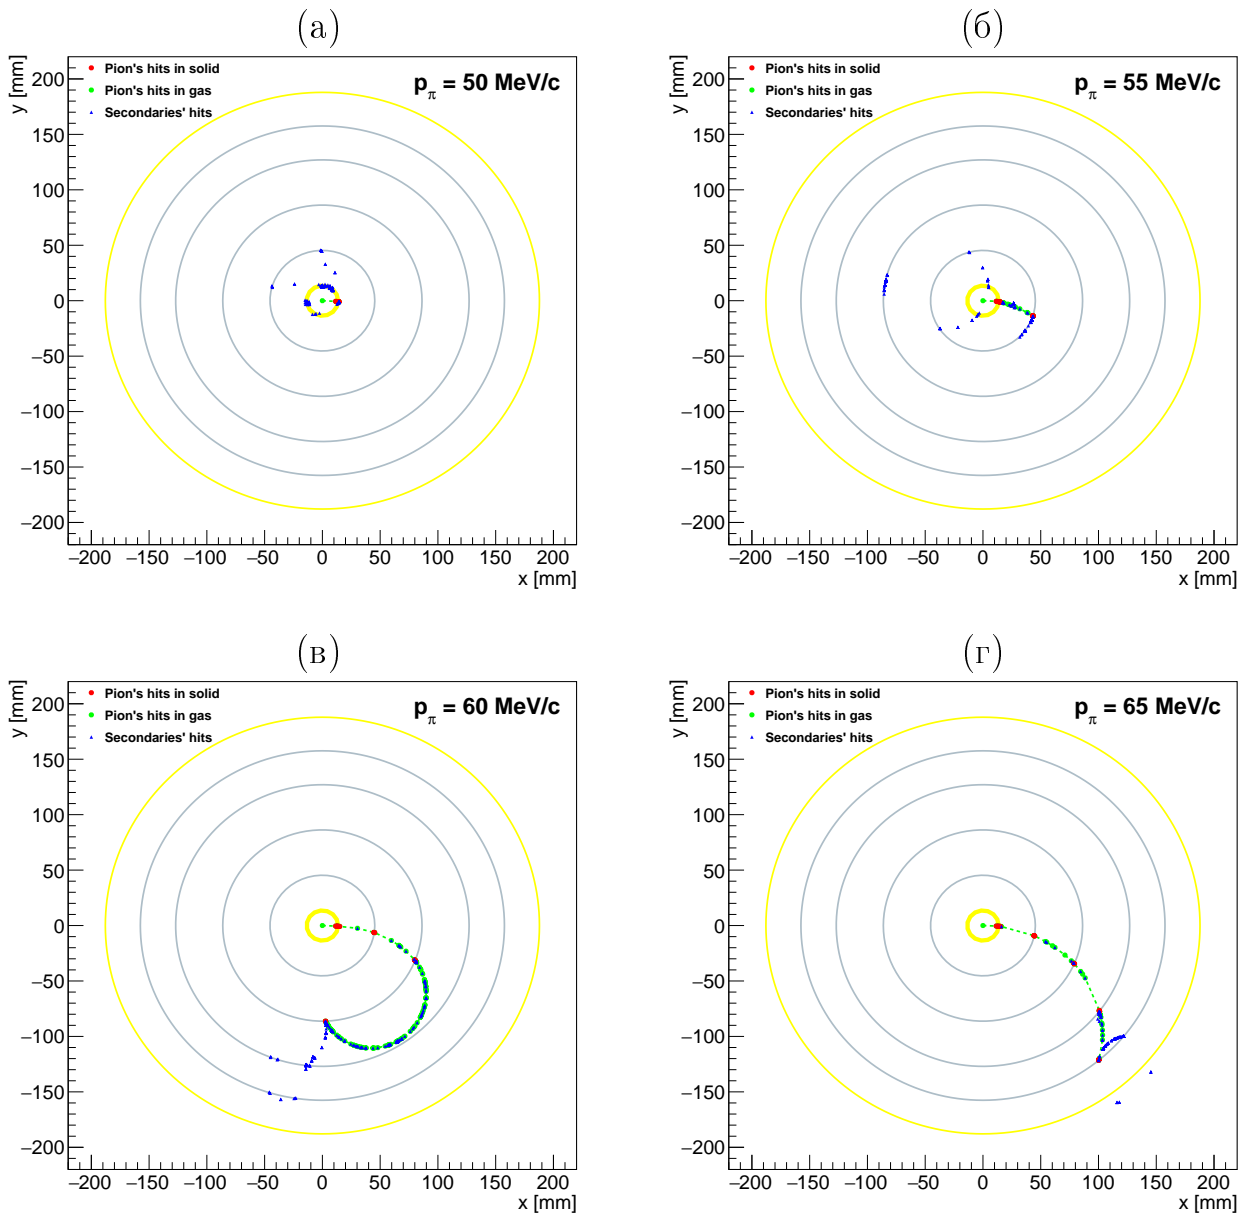 (а)
y [mm]
Pion's hits in solid
Pion's hits in gas
Secondaries' hits
pπ = 50 MeV/c
200
150
100
50
0
−50
−100
−150
−200
−200 −150 −100 −50 0 50 100 150 200
x [mm]
(б)
y [mm]
Pion's hits in solid
Pion's hits in gas
Secondaries' hits
pπ = 55 MeV/c
200
150
100
50
0
−50
−100
−150
−200
−200 −150 −100 −50 0 50 100 150 200
x [mm]
(в)
y [mm]
Pion's hits in solid
Pion's hits in gas
Secondaries' hits
pπ = 60 MeV/c
200
150
100
50
0
−50
−100
−150
−200
−200 −150 −100 −50 0 50 100 150 200
x [mm]
(г)
y [mm]
Pion's hits in solid
Pion's hits in gas
Secondaries' hits
pπ = 65 MeV/c
200
150
100
50
0
−50
−100
−150
−200
−200 −150 −100 −50 0 50 100 150 200
x [mm]